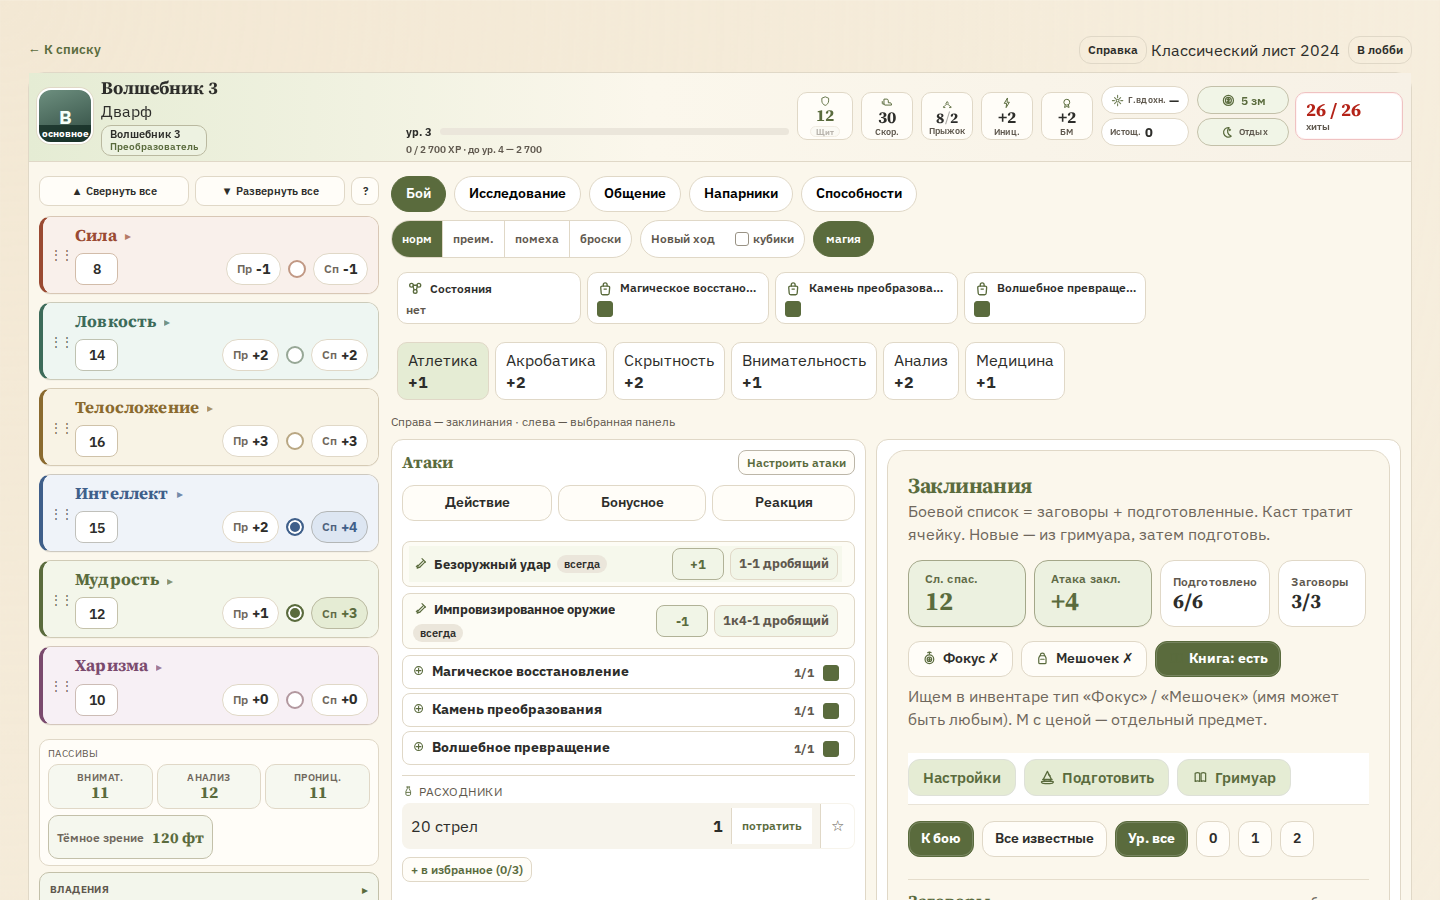 ← К списку
Справка Классический лист 2024 В лобби
Волшебник 3
Дварф
В
основное
Волшебник 3
Преобразователь
ур. 3
0 / 2 700 XP · до ур. 4 — 2 700
12
Щит
30
Скор.
8/2
Прыжок
+2
Иниц.
+2
БМ
Г.вдохн. —
Истощ. 0
5 зм
Отдых
26 / 26
хиты
▲ Свернуть все
▼ Развернуть все
?
Сила ▸
8
Пр -1
Сп -1
Ловкость ▸
14
Пр +2
Сп +2
Телосложение ▸
16
Пр +3
Сп +3
Интеллект ▸
15
Пр +2
Сп +4
Мудрость ▸
12
Пр +1
Сп +3
Харизма ▸
10
Пр +0
Сп +0
ПАССИВЫ
ВНИМАТ.
11
АНАЛИЗ
12
ПРОНИЦ.
11
Тёмное зрение 120 фт
ВЛАДЕНИЯ ▸
Бой
Исследование
Общение
Напарники
Способности
норм
преим.
помеха
броски
Новый ход
кубики
магия
Состояния
нет
Магическое восстано...
Камень преобразова...
Волшебное превраще...
Атлетика
+1
Акробатика
+2
Скрытность
+2
Внимательность
+1
Анализ
+2
Медицина
+1
Справа — заклинания · слева — выбранная панель
Атаки
Настроить атаки
Действие
Бонусное
Реакция
Безоружный удар всегда
+1
1-1 дробящий
Импровизированное оружие
всегда
-1
1к4-1 дробящий
Магическое восстановление 1/1
Камень преобразования 1/1
Волшебное превращение 1/1
РАСХОДНИКИ
20 стрел 1 потратить ☆
+ в избранное (0/3)
Заклинания
Боевой список = заговоры + подготовленные. Каст тратит
ячейку. Новые — из гримуара, затем подготовь.
Сл. спас.
12
Атака закл.
+4
Подготовлено
6/6
Заговоры
3/3
Фокус ✗
Мешочек ✗
Книга: есть
Ищем в инвентаре тип «Фокус» / «Мешочек» (имя может
быть любым). М с ценой — отдельный предмет.
Настройки
Подготовить
Гримуар
К бою
Все известные
Ур. все
0
1
2